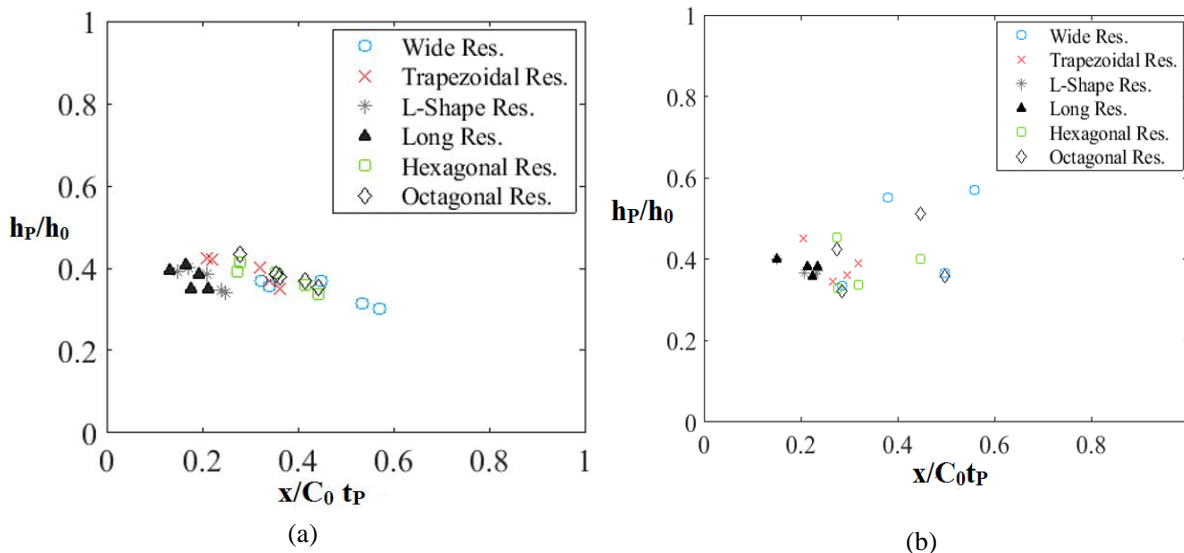 1
0.8
0.6
hP/h0
0.4
0.2
0
0
0.2
0.4
0.6
0.8
1
x/C0 tP
Wide Res.
Trapezoidal Res.
L-Shape Res.
Long Res.
Hexagonal Res.
Octagonal Res.
(a)
1
0.8
0.6
hP/h0
0.4
0.2
0
0
0.2
0.4
0.6
0.8
x/C0tP
Wide Res.
Trapezoidal Res.
L-Shape Res.
Long Res.
Hexagonal Res.
Octagonal Res.
(b)